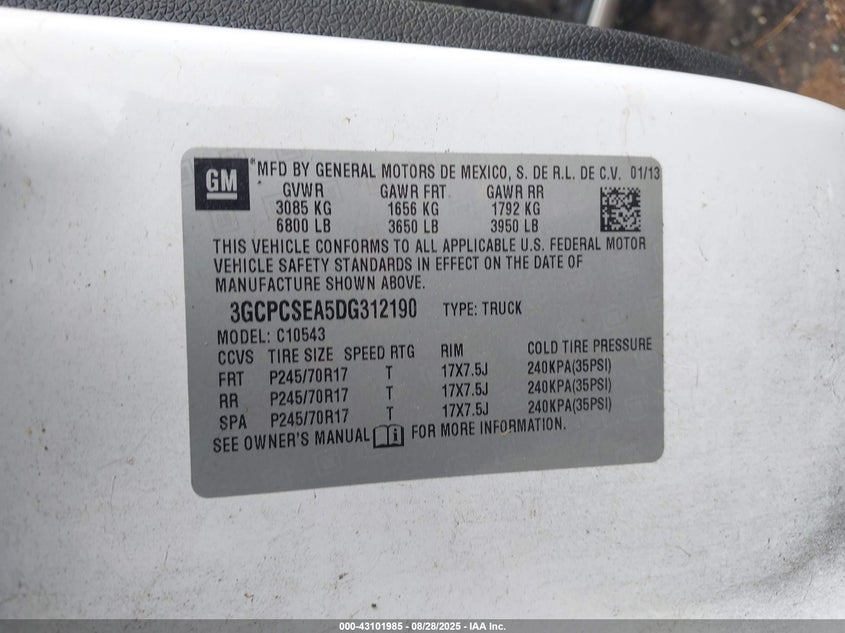 GM
*MFD BY GENERAL MOTORS DE MEXICO, S. DE R.L. DE C.V. 01/13
GVWR GAWR FRT GAWR RR
3085 KG 1656 KG 1792 KG
6800 LB 3650 LB 3950 LB
THIS VEHICLE CONFORMS TO ALL APPLICABLE U.S. FEDERAL MOTOR
VEHICLE SAFETY STANDARDS IN EFFECT ON THE DATE OF
MANUFACTURE SHOWN ABOVE.
3GCPCSEA5DG312190 TYPE: TRUCK
MODEL: C10543
CCVS TIRE SIZE SPEED RTG RIM COLD TIRE PRESSURE
FRT P245/70R17 T 17X7.5J 240KPA(35PSI)
RR P245/70R17 T 17X7.5J 240KPA(35PSI)
SPA P245/70R17 T 17X7.5J 240KPA(35PSI)
SEE OWNER'S MANUAL FOR MORE INFORMATION.
000-43101985 - 08/28/2025 - IAA Inc.